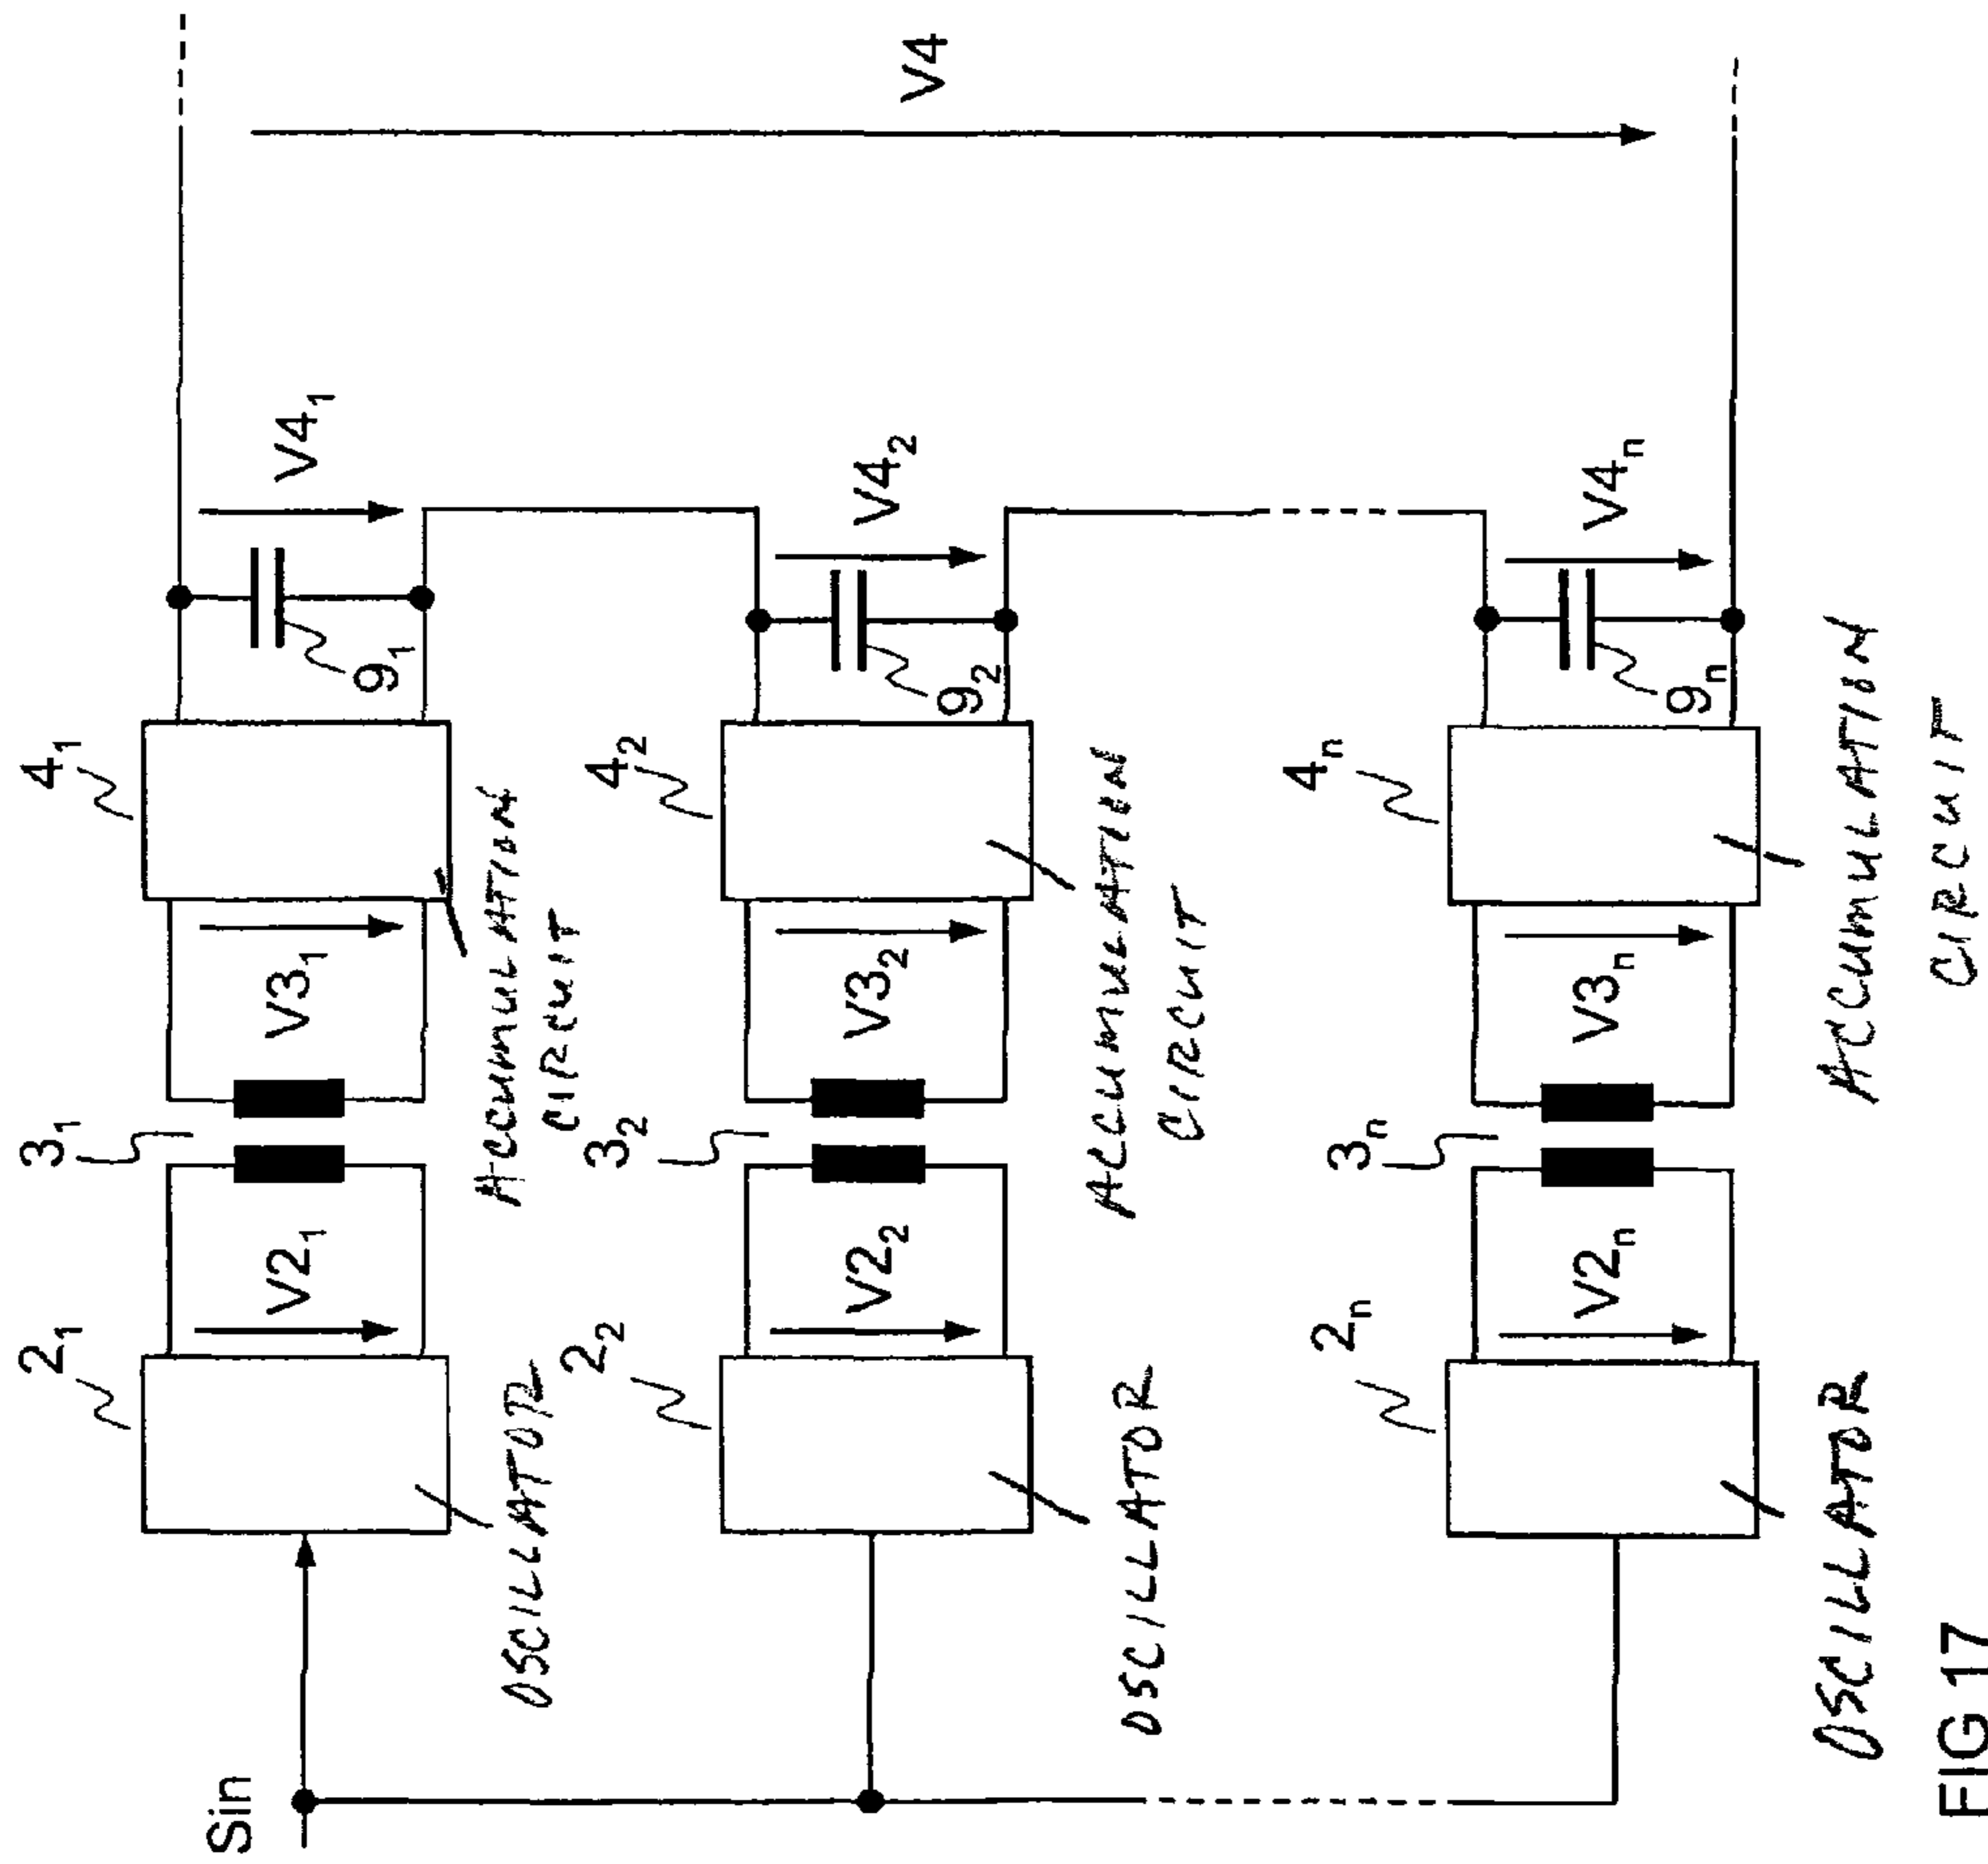 Sin
2₁
V2₁
3₁
V3₁
4₁
9₁
V4₁
V4
OSCILLATOR
ACCUMULATION
CIRCUIT
2₂
V2₂
3₂
V3₂
4₂
9₂
V4₂
OSCILLATOR
ACCUMULATION
CIRCUIT
2ₙ
V2ₙ
3ₙ
V3ₙ
4ₙ
9ₙ
V4ₙ
OSCILLATOR
ACCUMULATION
CIRCUIT
FIG 17